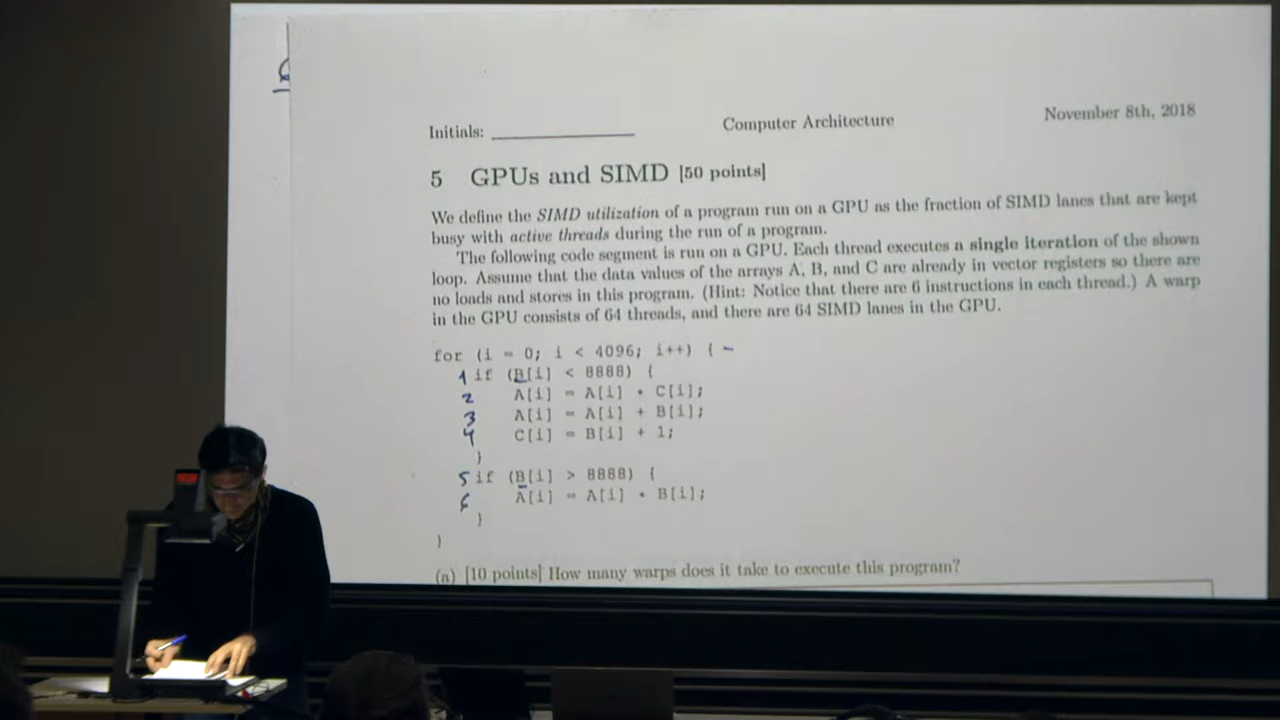 Initials: Computer Architecture November 8th, 2018
5 GPUs and SIMD [50 points]
We define the SIMD utilization of a program run on a GPU as the fraction of SIMD lanes that are kept
busy with active threads during the run of a program.
The following code segment is run on a GPU. Each thread executes a single iteration of the shown
loop. Assume that the data values of the arrays A, B, and C are already in vector registers so there are
no loads and stores in this program. (Hint: Notice that there are 6 instructions in each thread.) A warp
in the GPU consists of 64 threads, and there are 64 SIMD lanes in the GPU.
for (i = 0; i < 4096; i++) { -
1 if (B[i] < 8888) {
2 A[i] = A[i] * C[i];
3 A[i] = A[i] + B[i];
4 C[i] = B[i] + 1;
}
5 if (B[i] > 8888) {
6 A[i] = A[i] * B[i];
}
}
(a) [10 points] How many warps does it take to execute this program?